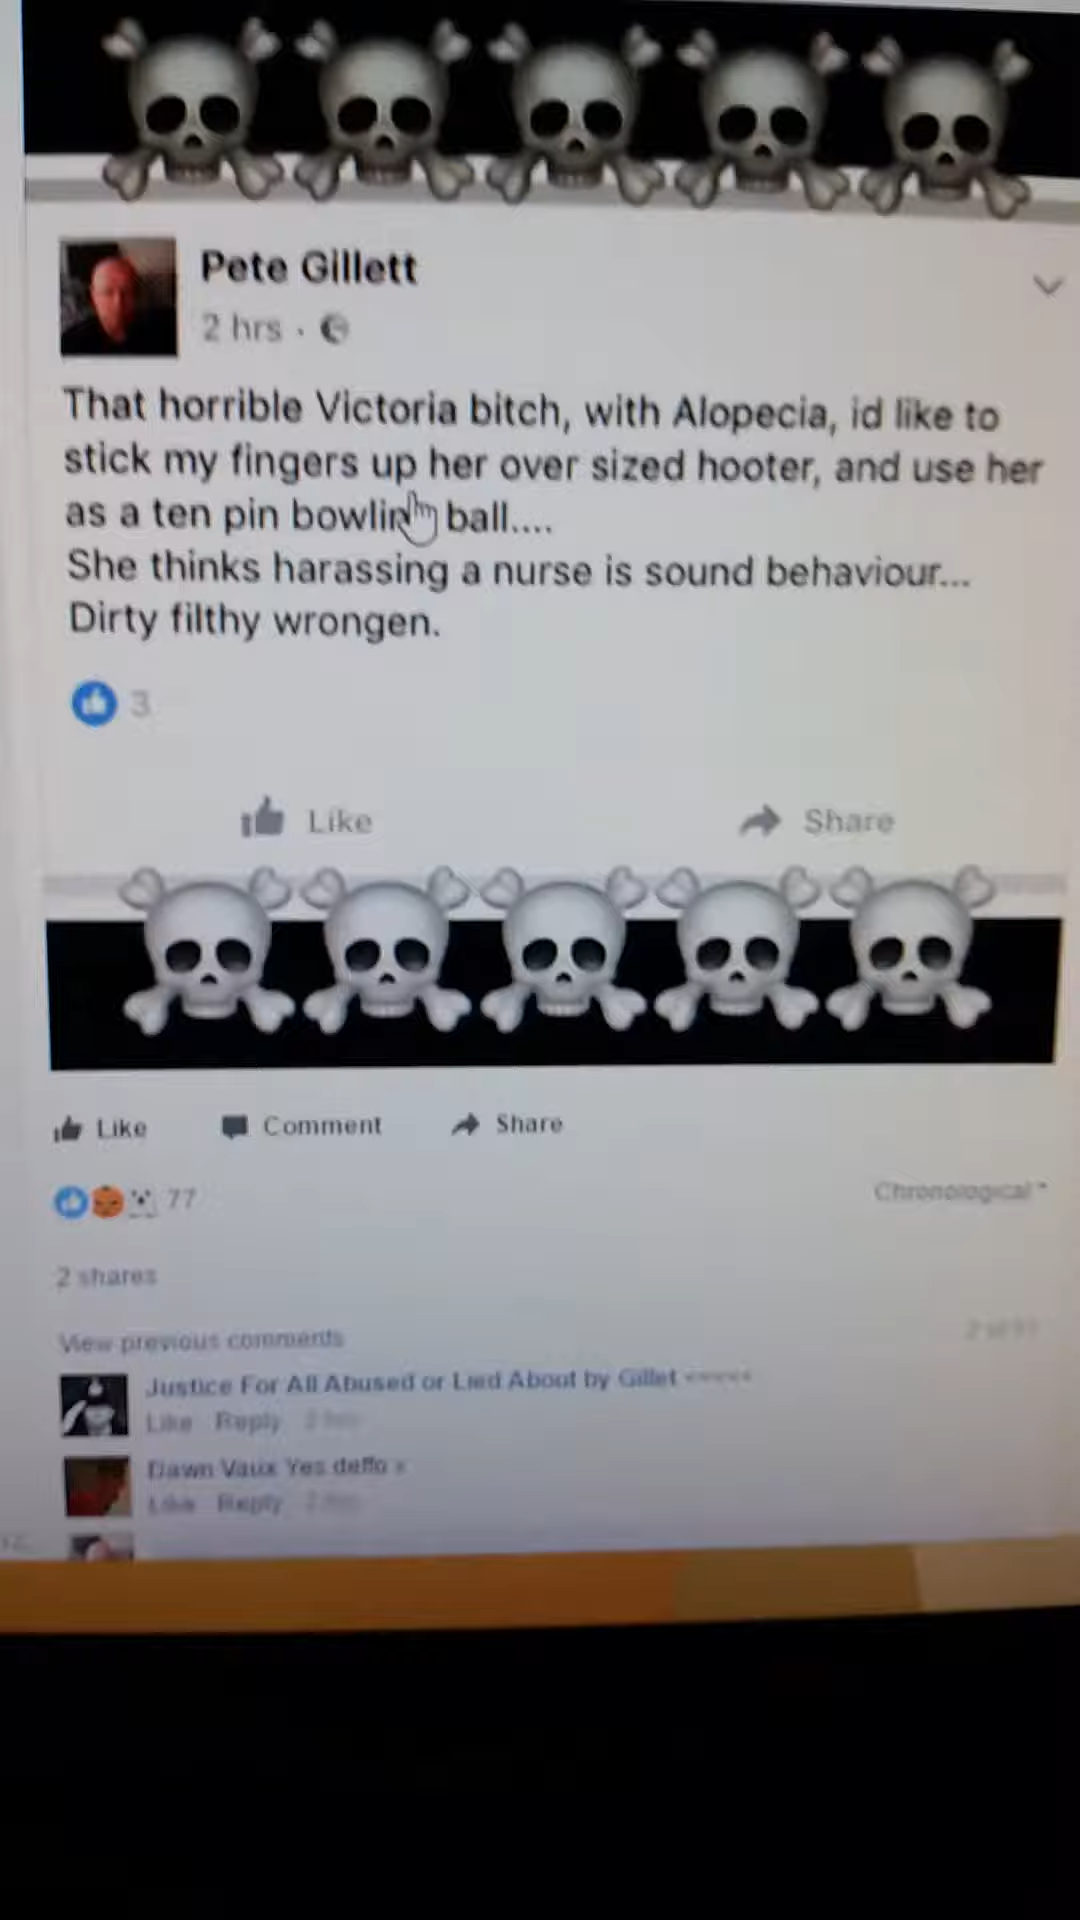 Pete Gillett
2 hrs ·
That horrible Victoria bitch, with Alopecia, id like to
stick my fingers up her over sized hooter, and use her
as a ten pin bowling ball....
She thinks harassing a nurse is sound behaviour...
Dirty filthy wrongen.
3
Like Share
Like Comment Share
77 Chronological
2 shares
View previous comments
Justice For All Abused or Lied About by Gillet
Like Reply
Dawn Vaux Yes deffo x
Like Reply